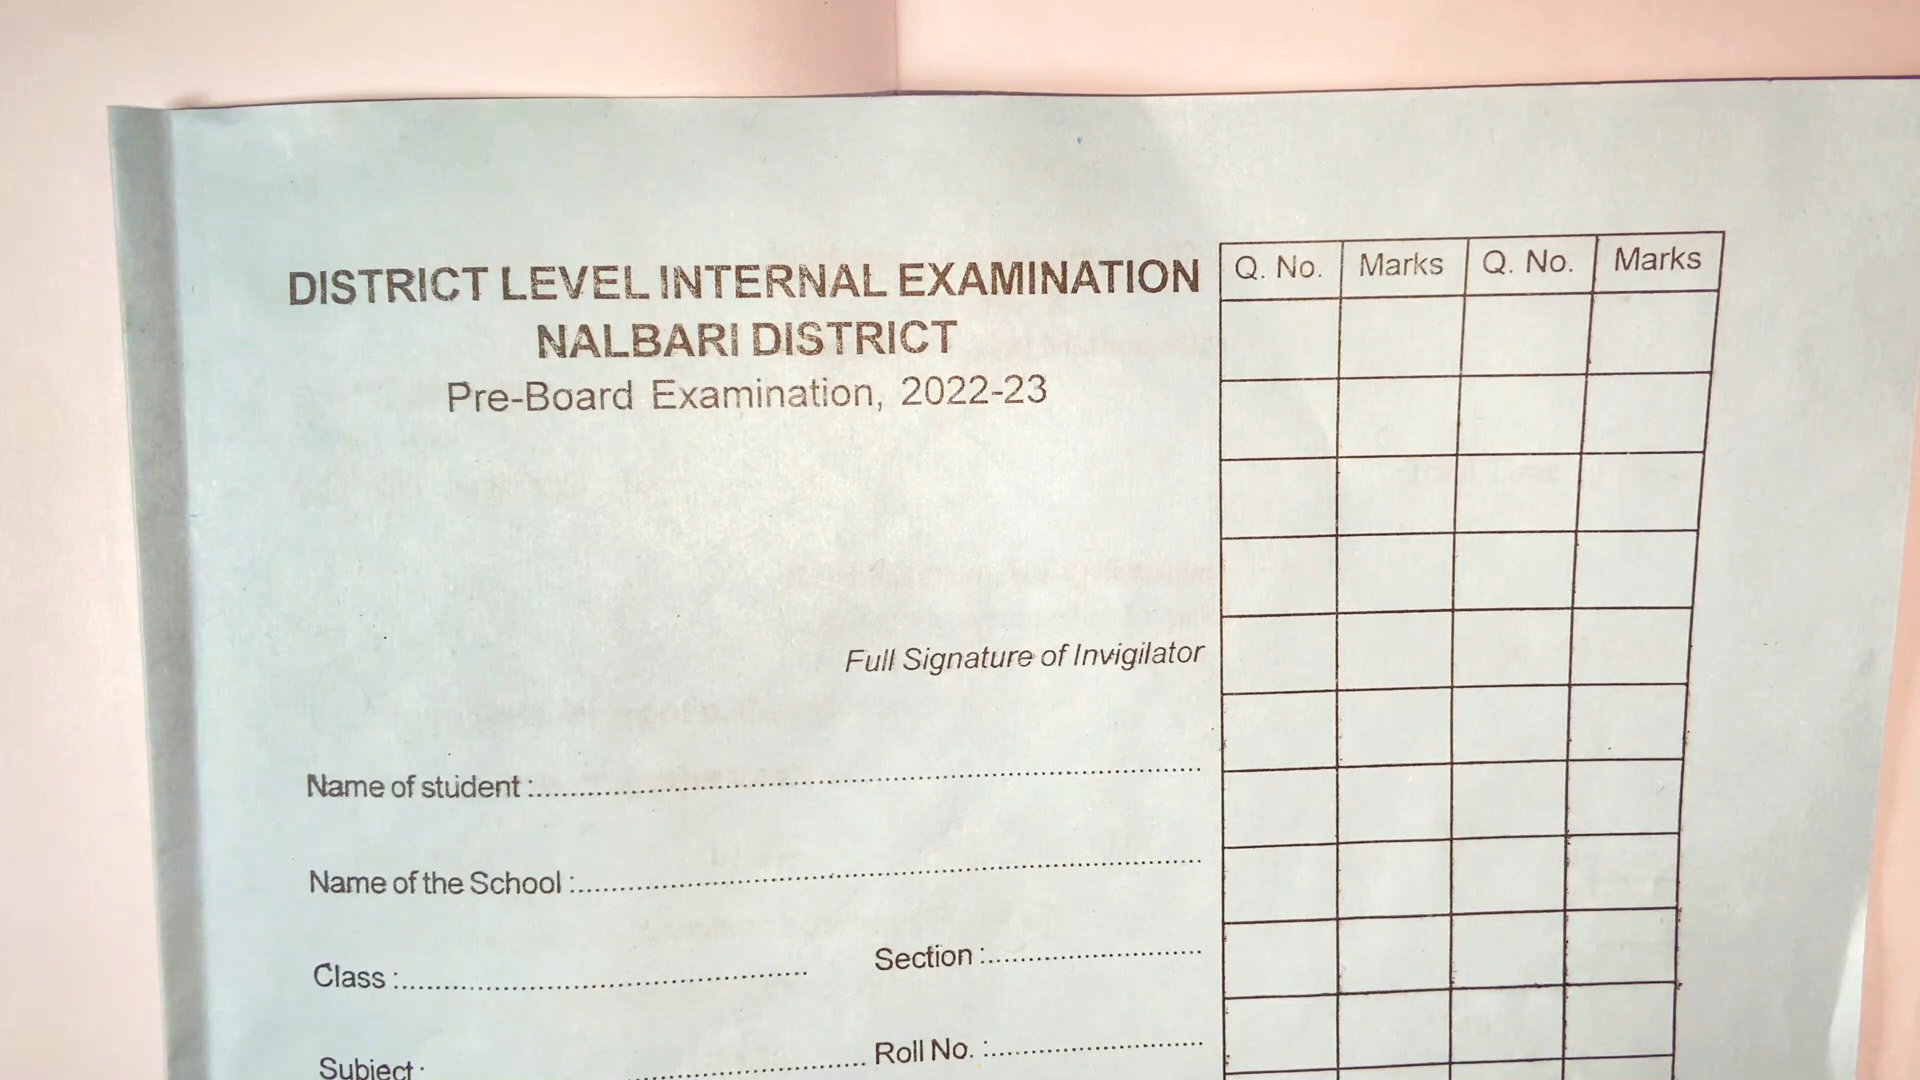 DISTRICT LEVEL INTERNAL EXAMINATION
NALBARI DISTRICT
Pre-Board Examination, 2022-23
Full Signature of Invigilator
Name of student :
Name of the School :
Class : Section :
Subject : Roll No. :
Q. No. Marks Q. No. Marks